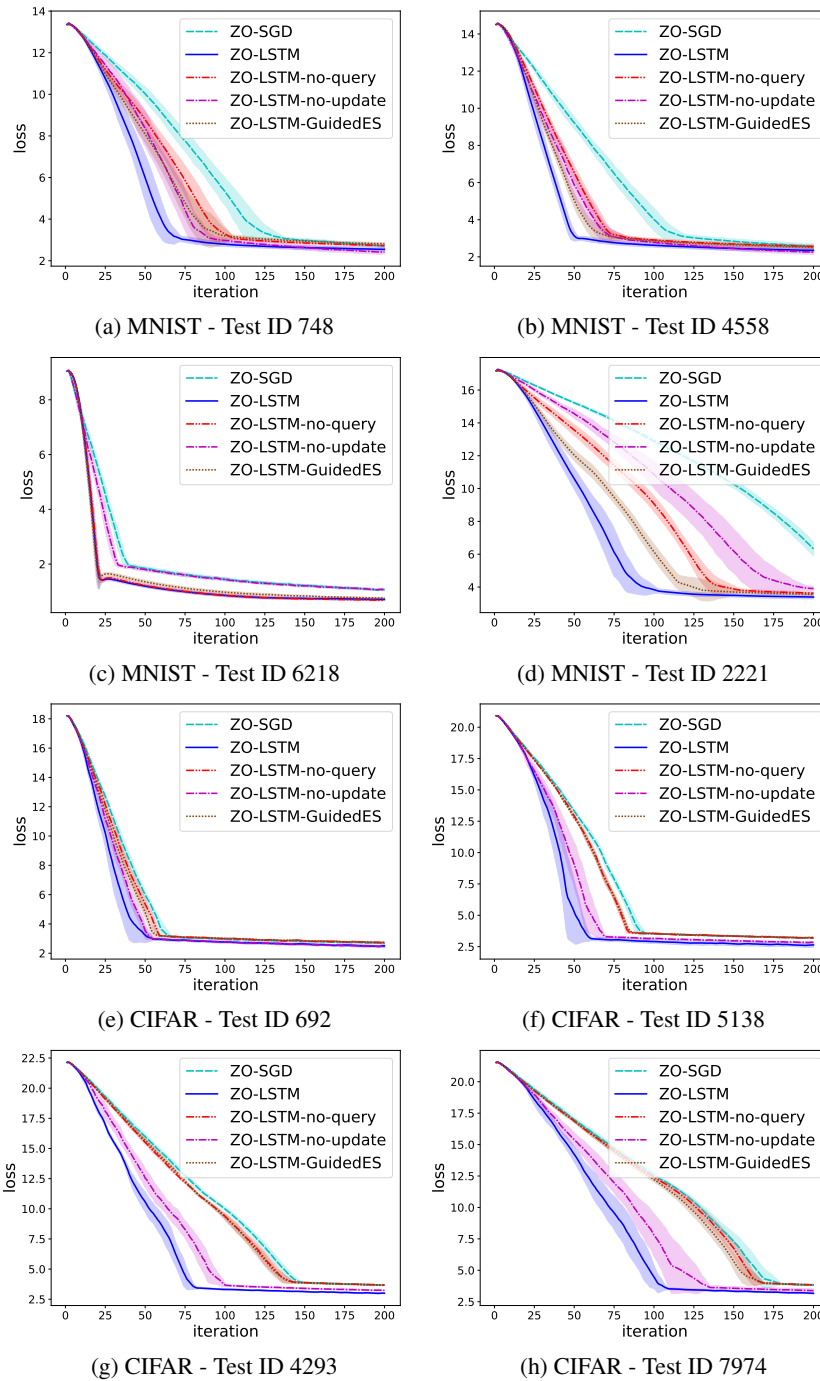 14
12
10
8
6
4
2
loss
0 25 50 75 100 125 150 175 200
iteration
ZO-SGD
ZO-LSTM
ZO-LSTM-no-query
ZO-LSTM-no-update
ZO-LSTM-GuidedES
(a) MNIST - Test ID 748
14
12
10
8
6
4
2
loss
0 25 50 75 100 125 150 175 200
iteration
ZO-SGD
ZO-LSTM
ZO-LSTM-no-query
ZO-LSTM-no-update
ZO-LSTM-GuidedES
(b) MNIST - Test ID 4558
8
6
4
2
loss
0 25 50 75 100 125 150 175 200
iteration
ZO-SGD
ZO-LSTM
ZO-LSTM-no-query
ZO-LSTM-no-update
ZO-LSTM-GuidedES
(c) MNIST - Test ID 6218
16
14
12
10
8
6
4
loss
0 25 50 75 100 125 150 175 200
iteration
ZO-SGD
ZO-LSTM
ZO-LSTM-no-query
ZO-LSTM-no-update
ZO-LSTM-GuidedES
(d) MNIST - Test ID 2221
18
16
14
12
10
8
6
4
2
loss
0 25 50 75 100 125 150 175 200
iteration
ZO-SGD
ZO-LSTM
ZO-LSTM-no-query
ZO-LSTM-no-update
ZO-LSTM-GuidedES
(e) CIFAR - Test ID 692
20.0
17.5
15.0
12.5
10.0
7.5
5.0
2.5
loss
0 25 50 75 100 125 150 175 200
iteration
ZO-SGD
ZO-LSTM
ZO-LSTM-no-query
ZO-LSTM-no-update
ZO-LSTM-GuidedES
(f) CIFAR - Test ID 5138
22.5
20.0
17.5
15.0
12.5
10.0
7.5
5.0
2.5
loss
0 25 50 75 100 125 150 175 200
iteration
ZO-SGD
ZO-LSTM
ZO-LSTM-no-query
ZO-LSTM-no-update
ZO-LSTM-GuidedES
(g) CIFAR - Test ID 4293
20.0
17.5
15.0
12.5
10.0
7.5
5.0
2.5
loss
0 25 50 75 100 125 150 175 200
iteration
ZO-SGD
ZO-LSTM
ZO-LSTM-no-query
ZO-LSTM-no-update
ZO-LSTM-GuidedES
(h) CIFAR - Test ID 7974